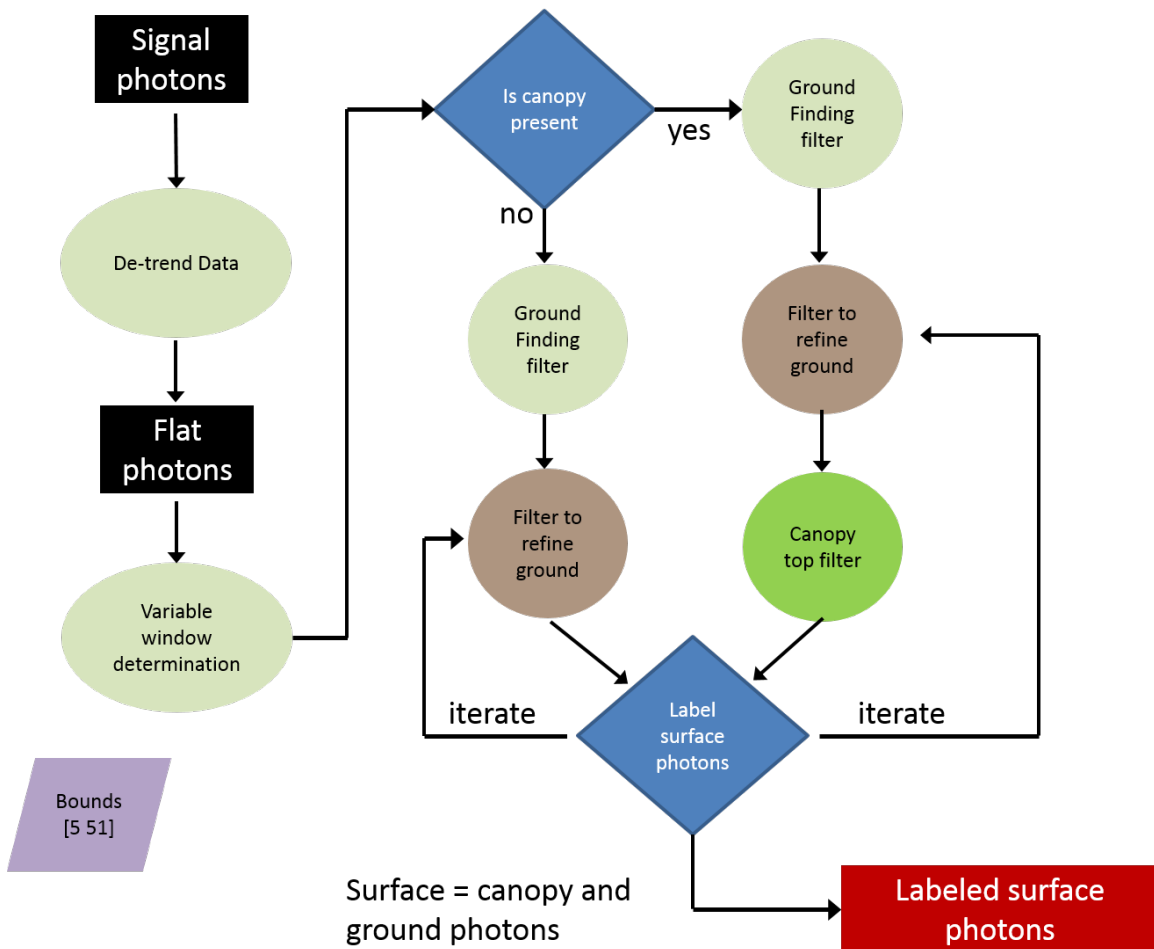 Signal
photons
De-trend Data
Flat
photons
Variable
window
determination
Bounds
[5 51]
Is canopy
present
yes
no
Ground
Finding
filter
Filter to
refine
ground
Ground
Finding
filter
Filter to
refine
ground
Canopy
top filter
Label
surface
photons
iterate
iterate
Surface = canopy and
ground photons
Labeled surface
photons